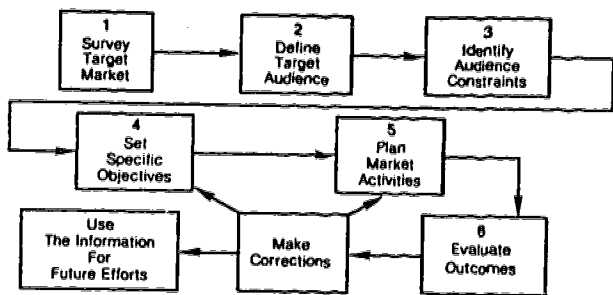 1
Survey
Target
Market
2
Define
Target
Audience
3
Identify
Audience
Constraints
4
Set
Specific
Objectives
5
Plan
Market
Activities
Use
The Information
For
Future Efforts
Make
Corrections
6
Evaluate
Outcomes